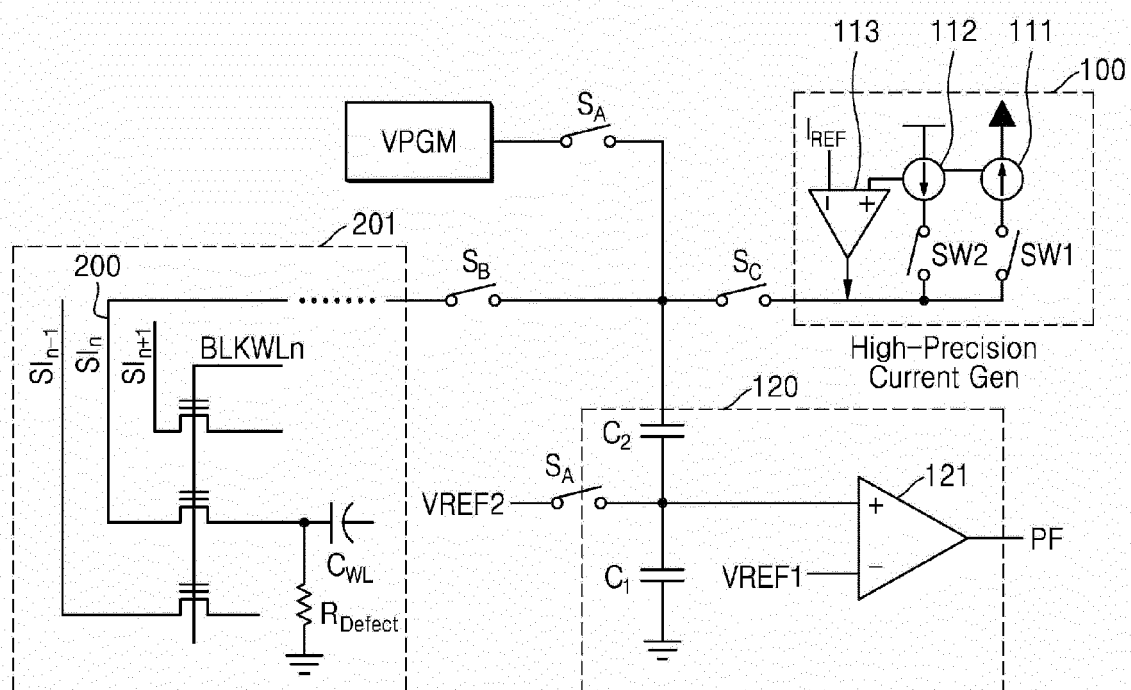 113
112
111
100
VPGM
S_A
I_REF
−
+
SW2
SW1
201
200
S_B
S_C
SI_n−1
SI_n
SI_n+1
BLKWLn
High–Precision
Current Gen
120
C_2
S_A
VREF2
121
+
−
PF
C_WL
C_1
VREF1
R_Defect